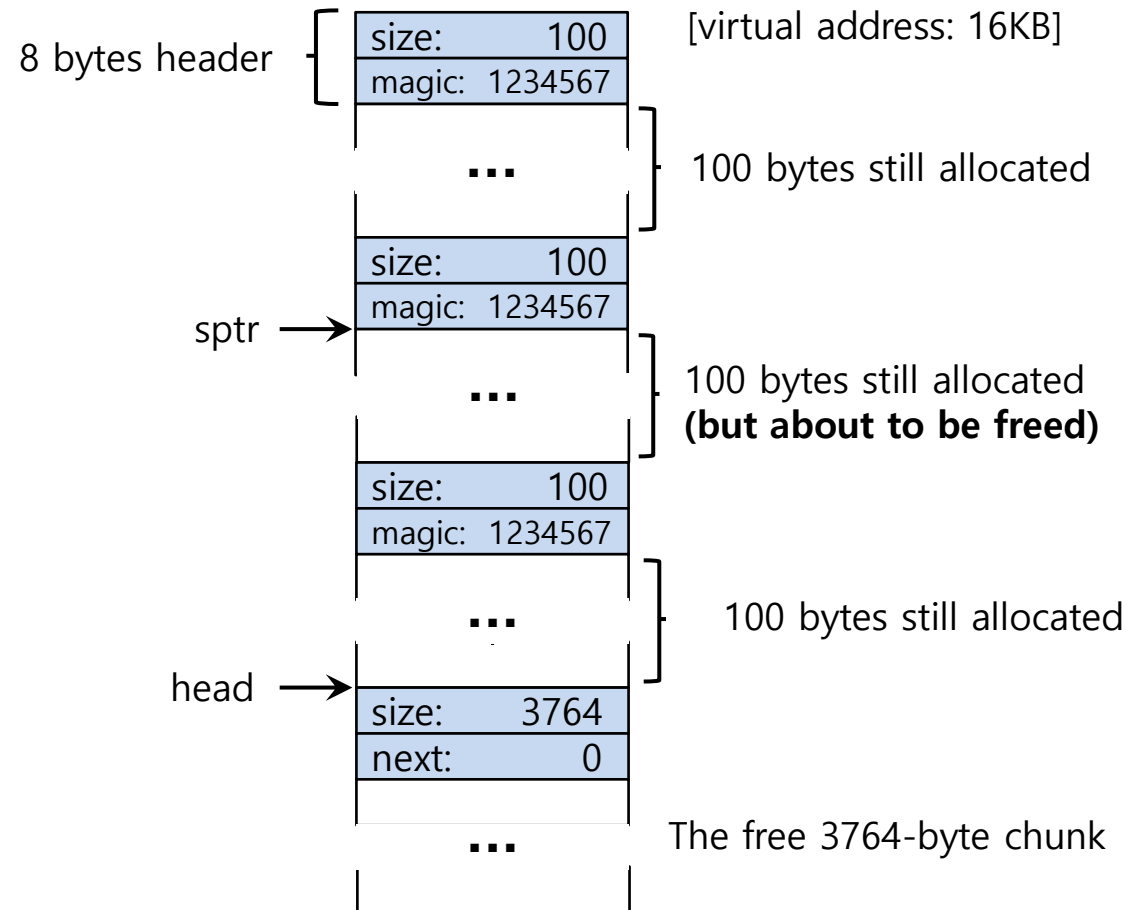 [virtual address: 16KB]
8 bytes header
size: 100
magic: 1234567
...
100 bytes still allocated
size: 100
magic: 1234567
sptr
...
100 bytes still allocated
(but about to be freed)
size: 100
magic: 1234567
...
100 bytes still allocated
head
size: 3764
next: 0
...
The free 3764-byte chunk